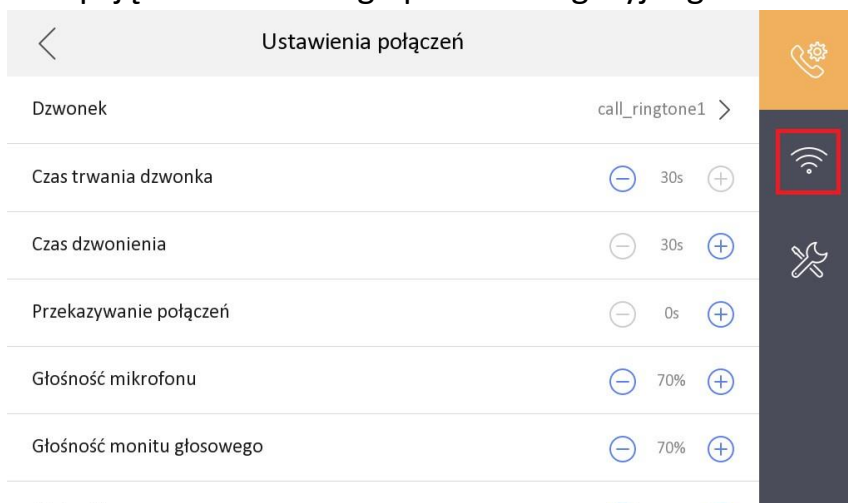 Ustawienia połączeń
Dzwonek call_ringtone1
Czas trwania dzwonka 30s
Czas dzwonienia 30s
Przekazywanie połączeń 0s
Głośność mikrofonu 70%
Głośność monitu głosowego 70%